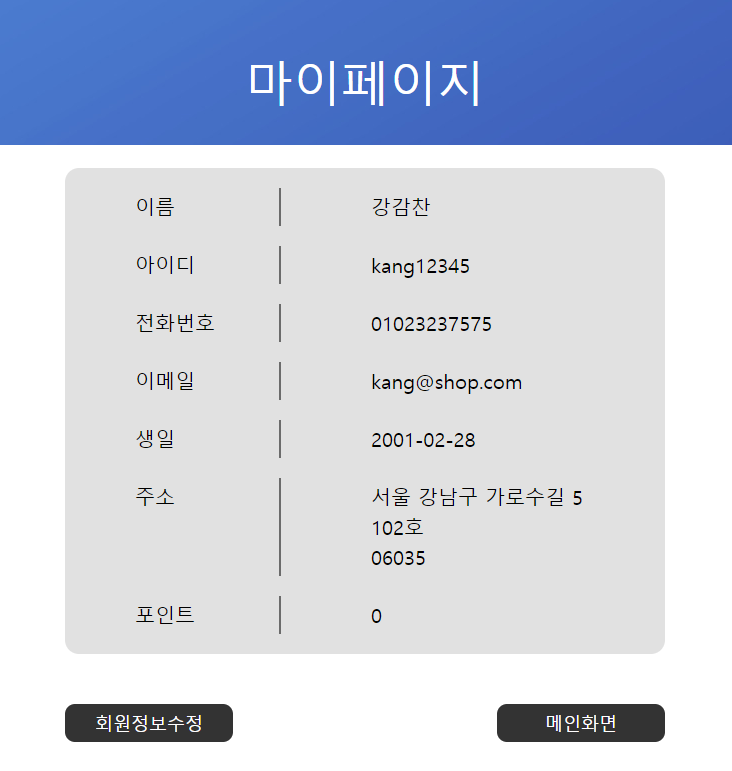 마이페이지
이름 강감찬
아이디 kang12345
전화번호 01023237575
이메일 kang@shop.com
생일 2001-02-28
주소 서울 강남구 가로수길 5
102호
06035
포인트 0
회원정보수정 메인화면